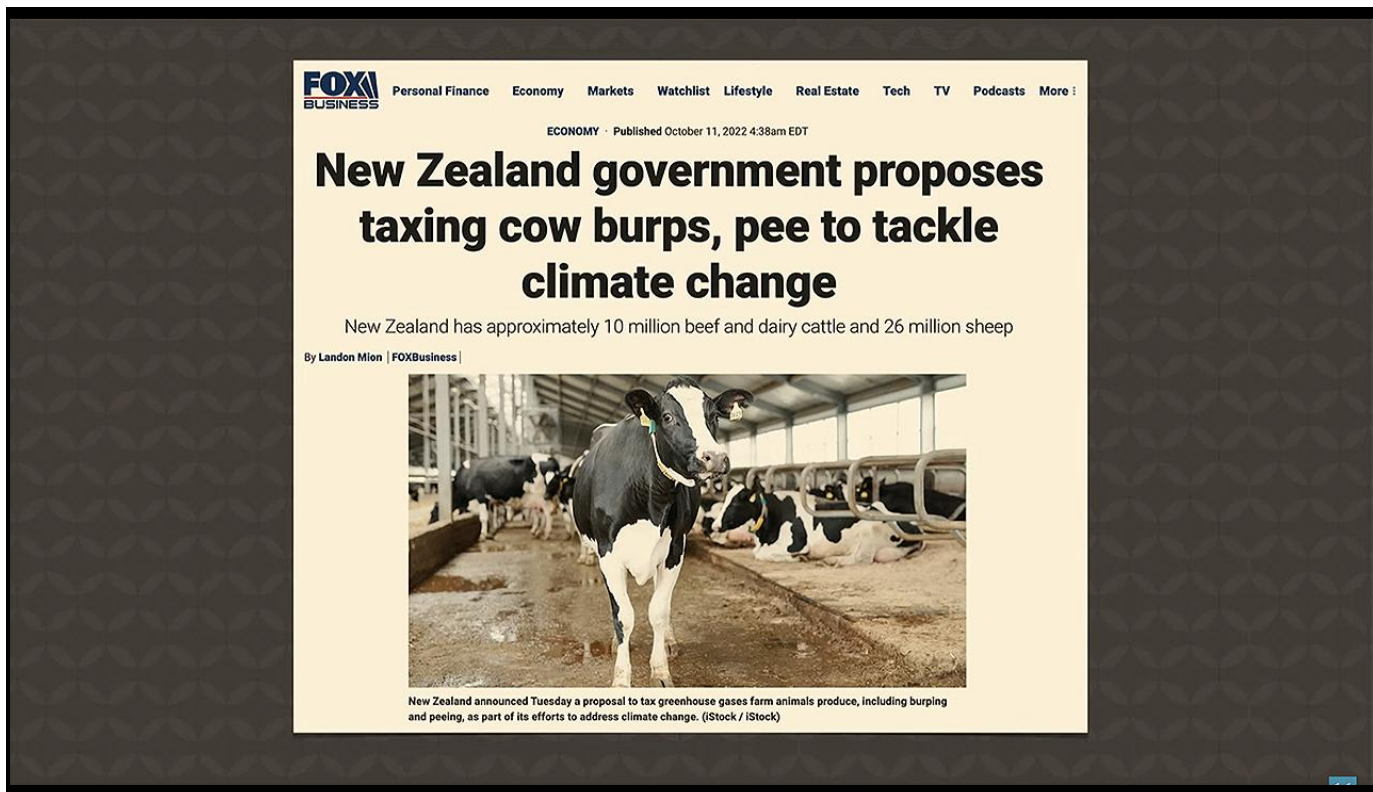 FOX BUSINESS
Personal Finance Economy Markets Watchlist Lifestyle Real Estate Tech TV Podcasts More
ECONOMY · Published October 11, 2022 4:38am EDT
New Zealand government proposes
taxing cow burps, pee to tackle
climate change
New Zealand has approximately 10 million beef and dairy cattle and 26 million sheep
By Landon Mion | FOXBusiness |
New Zealand announced Tuesday a proposal to tax greenhouse gases farm animals produce, including burping
and peeing, as part of its efforts to address climate change. (iStock / iStock)